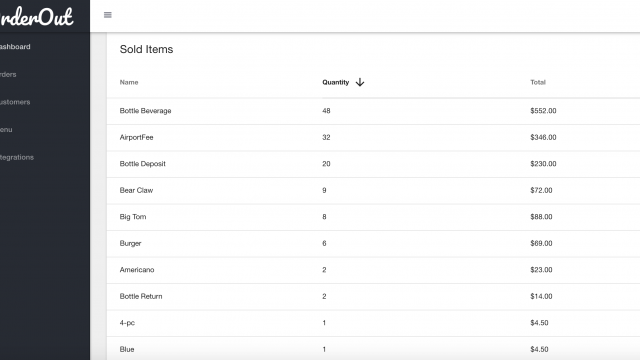 rderOut
ashboard
rders
ustomers
enu
tegrations
Sold Items
Name Quantity Total
Bottle Beverage 48 $552.00
AirportFee 32 $346.00
Bottle Deposit 20 $230.00
Bear Claw 9 $72.00
Big Tom 8 $88.00
Burger 6 $69.00
Americano 2 $23.00
Bottle Return 2 $14.00
4-pc 1 $4.50
Blue 1 $4.50